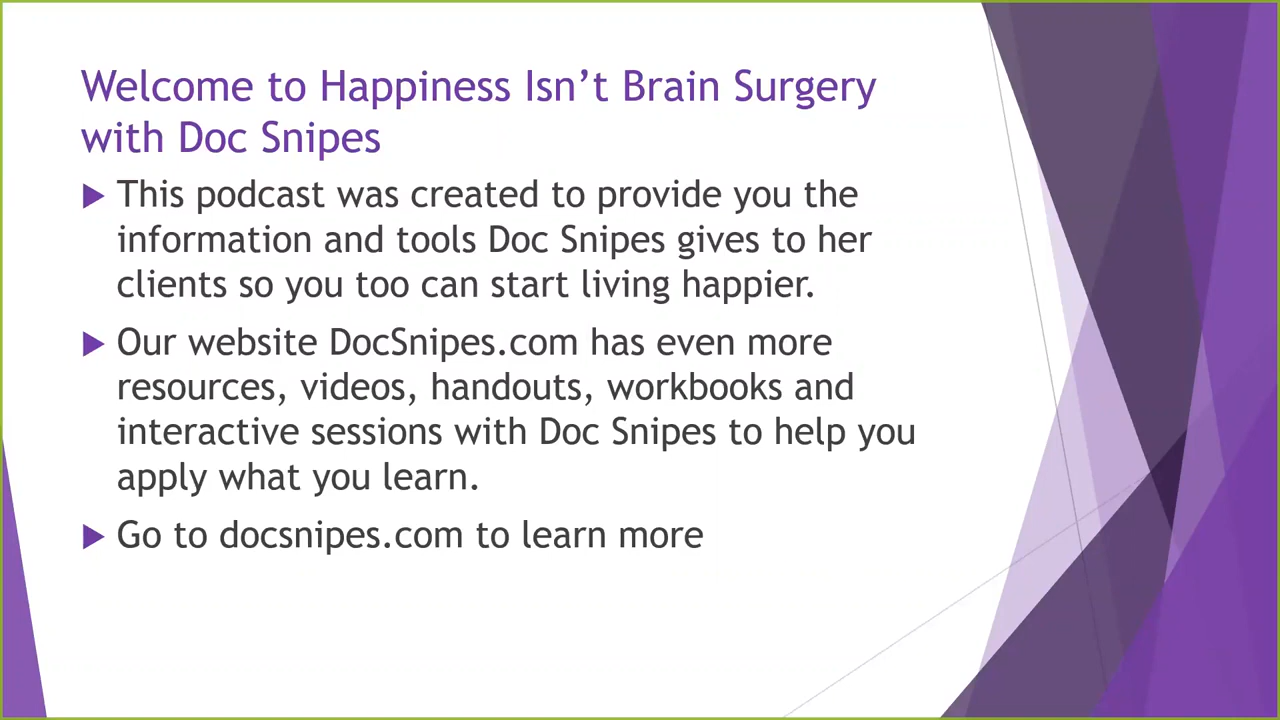 Welcome to Happiness Isn’t Brain Surgery
with Doc Snipes
This podcast was created to provide you the
information and tools Doc Snipes gives to her
clients so you too can start living happier.
Our website DocSnipes.com has even more
resources, videos, handouts, workbooks and
interactive sessions with Doc Snipes to help you
apply what you learn.
Go to docsnipes.com to learn more